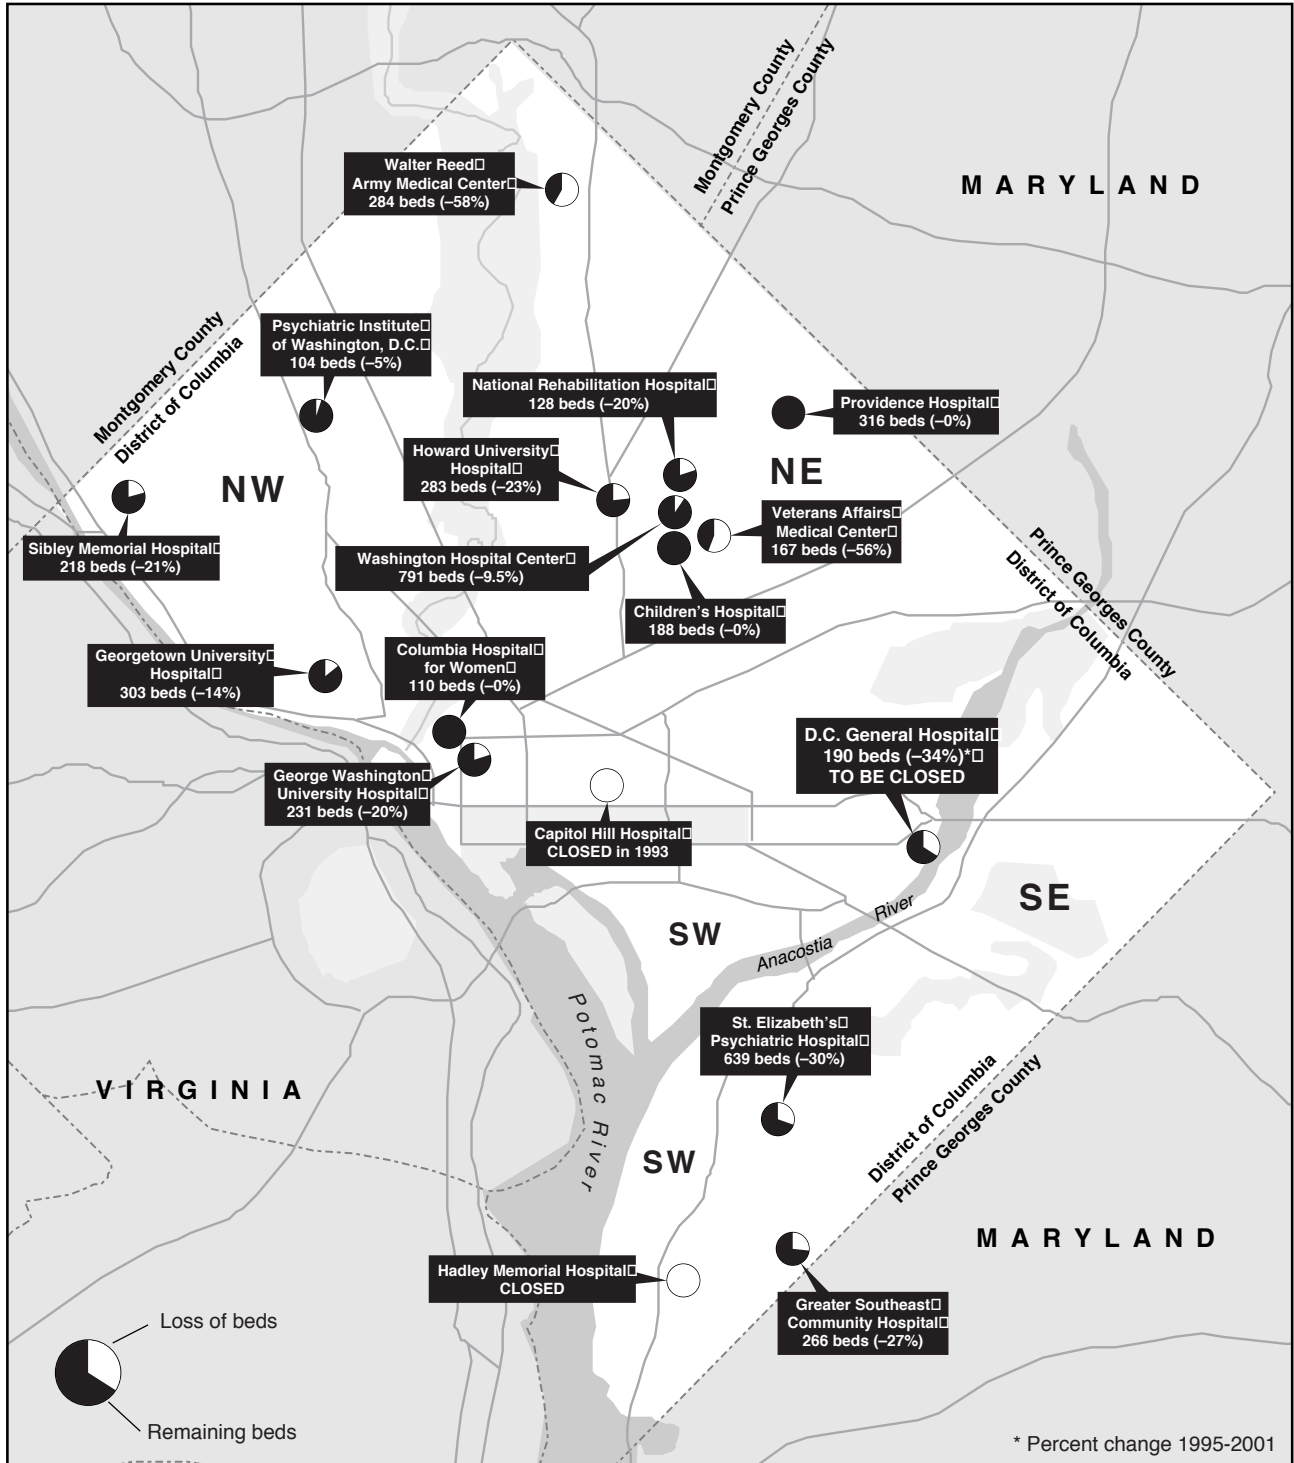 Montgomery County
Prince Georges County
MARYLAND
Walter Reed
Army Medical Center
284 beds (–58%)
Psychiatric Institute
of Washington, D.C.
104 beds (–5%)
Montgomery County
District of Columbia
National Rehabilitation Hospital
128 beds (–20%)
Providence Hospital
316 beds (–0%)
Howard University
Hospital
283 beds (–23%)
NW
NE
Veterans Affairs
Medical Center
167 beds (–56%)
Sibley Memorial Hospital
218 beds (–21%)
Washington Hospital Center
791 beds (–9.5%)
Prince Georges County
District of Columbia
Children’s Hospital
188 beds (–0%)
Georgetown University
Hospital
303 beds (–14%)
Columbia Hospital
for Women
110 beds (–0%)
D.C. General Hospital
190 beds (–34%)*
TO BE CLOSED
George Washington
University Hospital
231 beds (–20%)
Capitol Hill Hospital
CLOSED in 1993
SE
SW
Anacostia River
Potomac River
St. Elizabeth’s
Psychiatric Hospital
639 beds (–30%)
VIRGINIA
District of Columbia
Prince Georges County
SW
MARYLAND
Hadley Memorial Hospital
CLOSED
Greater Southeast
Community Hospital
266 beds (–27%)
Loss of beds
Remaining beds
* Percent change 1995-2001